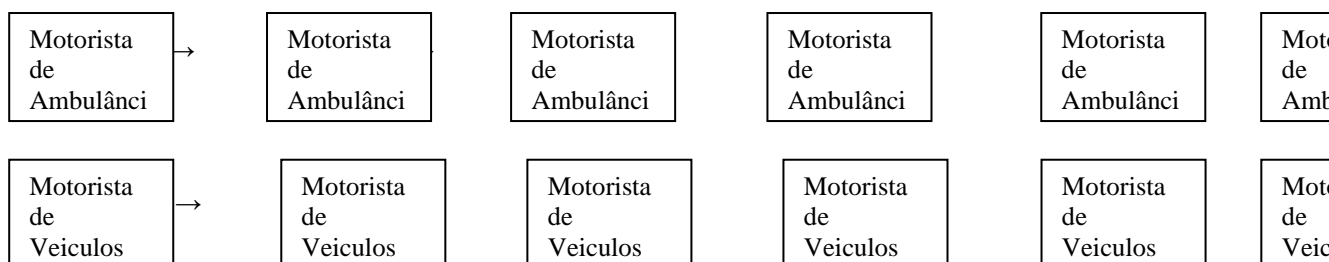 Motorista
de
Ambulânci
→
Motorista
de
Ambulânci
Motorista
de
Ambulânci
Motorista
de
Ambulânci
Motorista
de
Ambulânci
Moto
de
Amb
Motorista
de
Veiculos
→
Motorista
de
Veiculos
Motorista
de
Veiculos
Motorista
de
Veiculos
Motorista
de
Veiculos
Moto
de
Veic